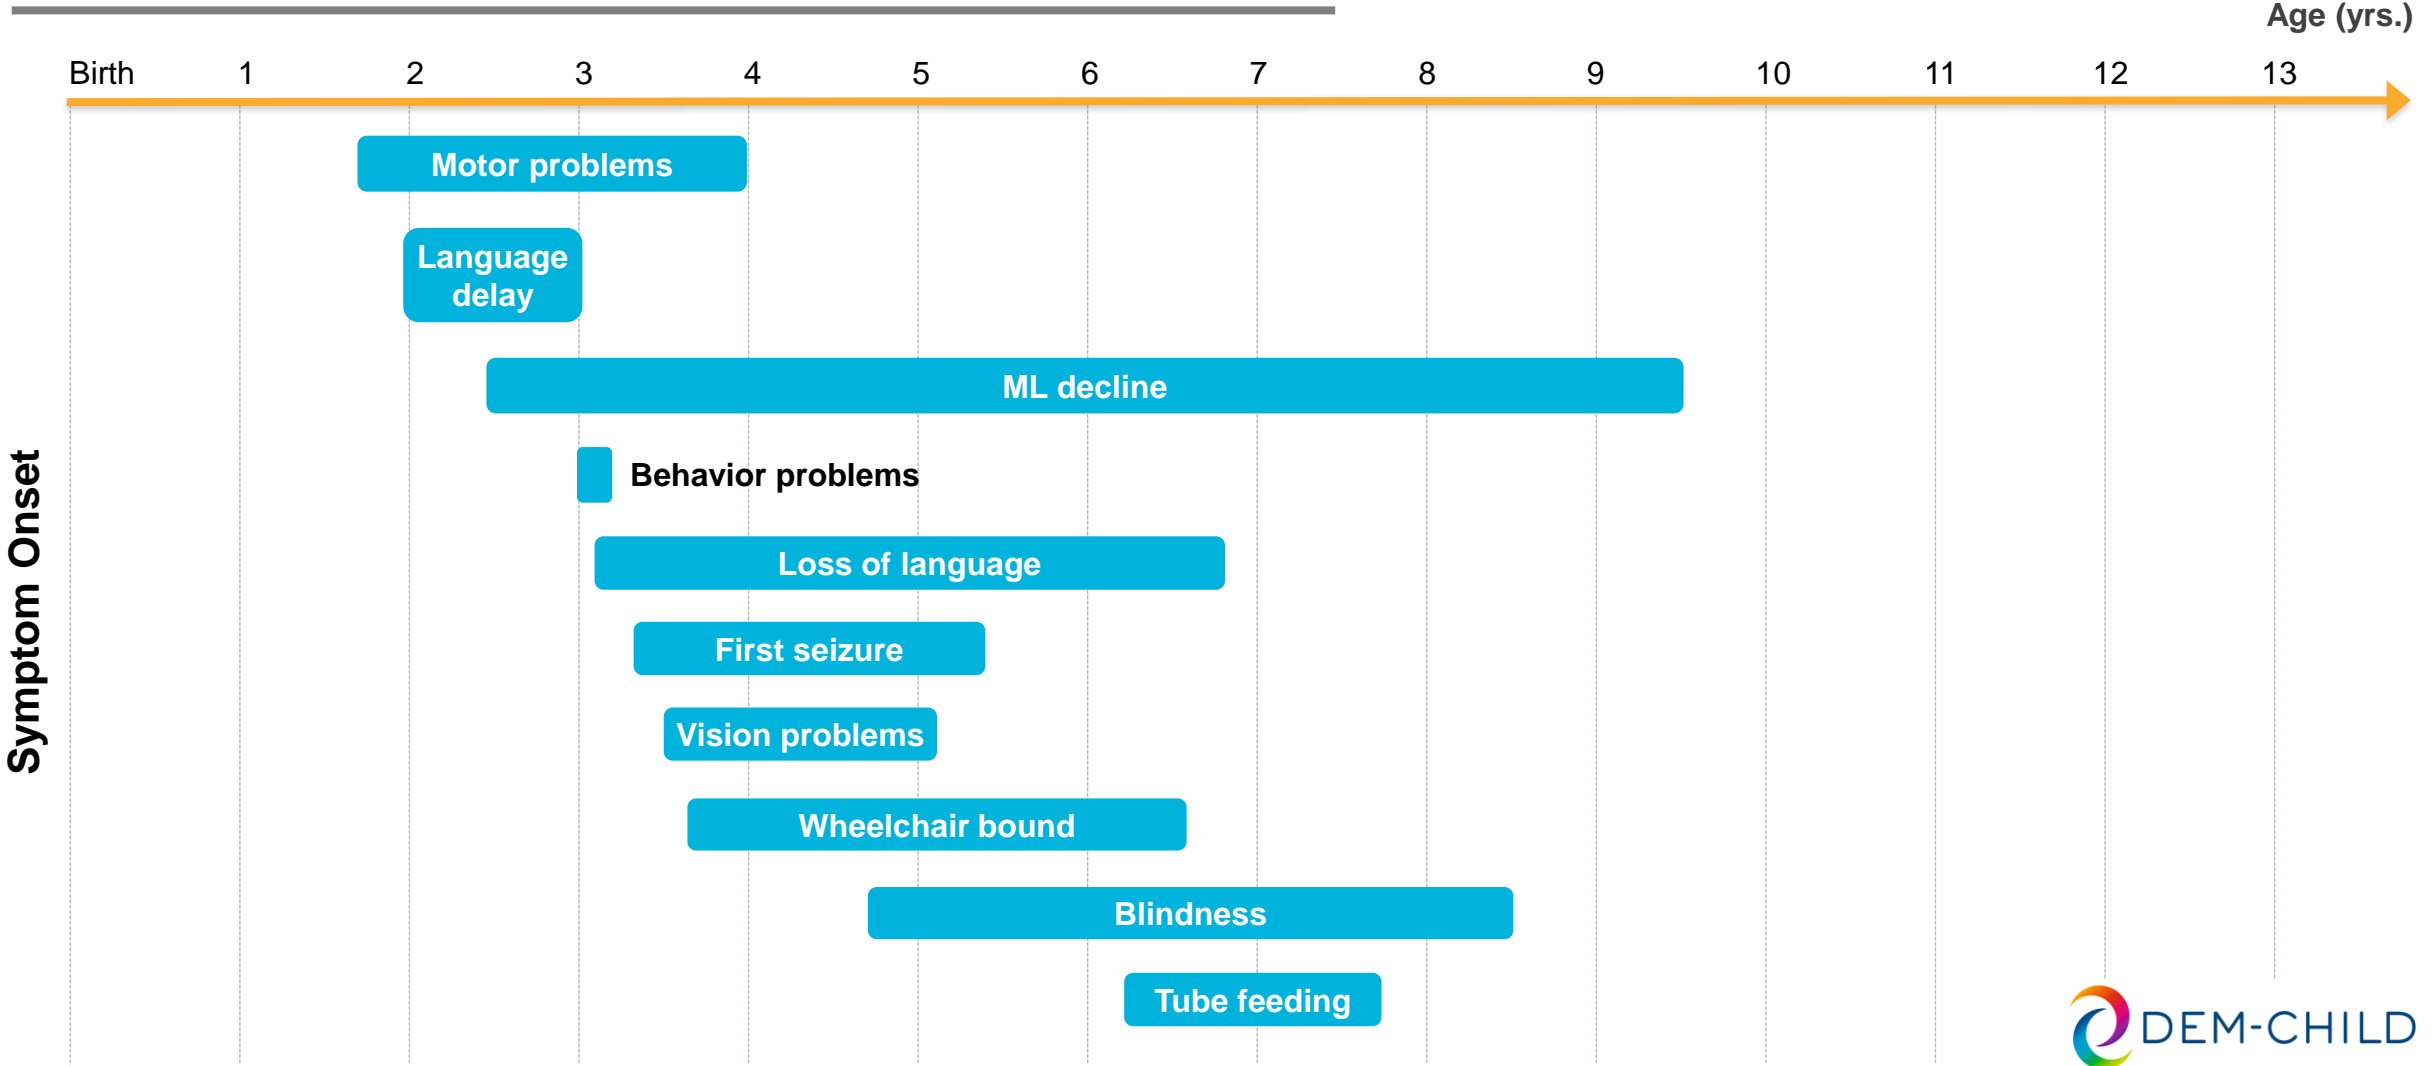 Age (yrs.)
Birth 1 2 3 4 5 6 7 8 9 10 11 12 13
Symptom Onset
Motor problems
Language
delay
ML decline
Behavior problems
Loss of language
First seizure
Vision problems
Wheelchair bound
Blindness
Tube feeding
DEM-CHILD